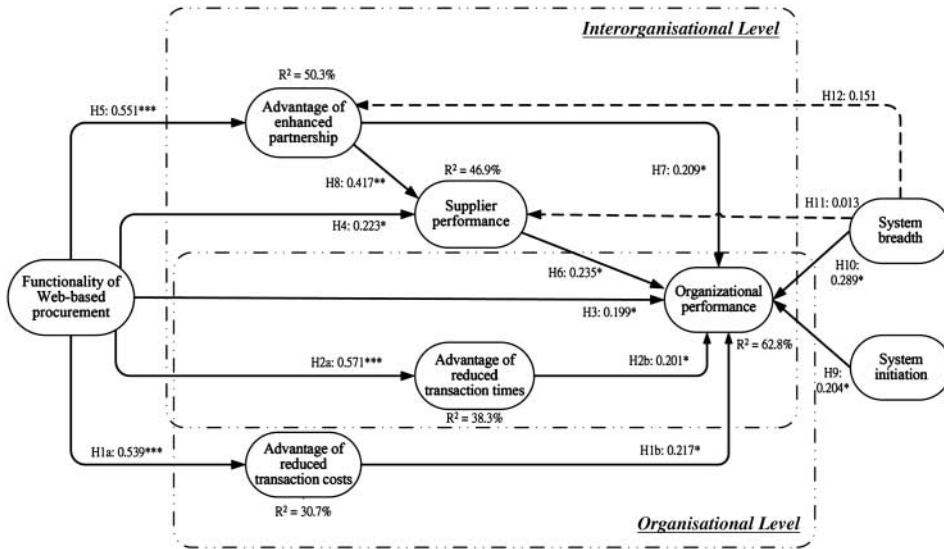 Interorganisational Level
R² = 50.3%
H5: 0.551***
Advantage of
enhanced
partnership
H12: 0.151
H8: 0.417**
R² = 46.9%
H7: 0.209*
H4: 0.223*
Supplier
performance
H11: 0.013
System
breadth
Functionality of
Web-based
procurement
H6: 0.235*
H3: 0.199*
Organizational
performance
H10:
0.289*
R² = 62.8%
H2a: 0.571***
Advantage of
reduced
transaction times
H2b: 0.201*
System
initiation
H9:
0.204*
R² = 38.3%
H1a: 0.539***
Advantage of
reduced
transaction costs
H1b: 0.217*
R² = 30.7%
Organisational Level